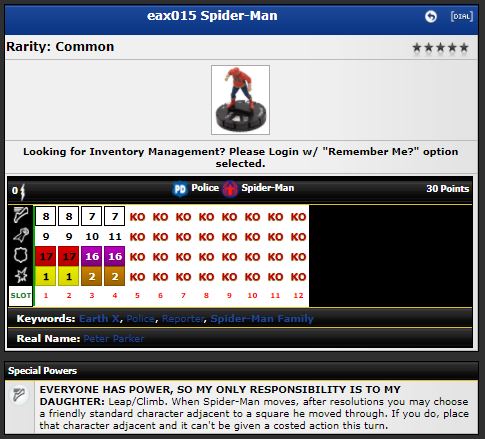 eax015 Spider-Man
[DIAL]
Rarity: Common
Looking for Inventory Management? Please Login w/ "Remember Me?" option
selected.
0 PD Police Spider-Man 30 Points
8 8 7 7 KO KO KO KO KO KO KO KO
9 9 10 11 KO KO KO KO KO KO KO KO
17 17 16 16 KO KO KO KO KO KO KO KO
1 1 2 2 KO KO KO KO KO KO KO KO
SLOT 1 2 3 4 5 6 7 8 9 10 11 12
Keywords: Earth X, Police, Reporter, Spider-Man Family
Real Name: Peter Parker
Special Powers
EVERYONE HAS POWER, SO MY ONLY RESPONSIBILITY IS TO MY
DAUGHTER: Leap/Climb. When Spider-Man moves, after resolutions you may choose
a friendly standard character adjacent to a square he moved through. If you do, place
that character adjacent and it can't be given a costed action this turn.